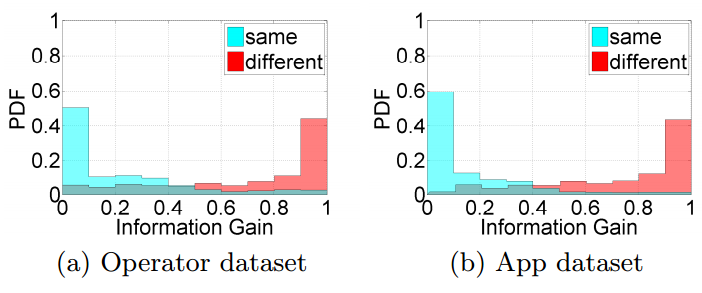 1
0.8
0.6
0.4
0.2
0
PDF
same
different
0 0.2 0.4 0.6 0.8 1
Information Gain
(a) Operator dataset
1
0.8
0.6
0.4
0.2
0
PDF
same
different
0 0.2 0.4 0.6 0.8 1
Information Gain
(b) App dataset